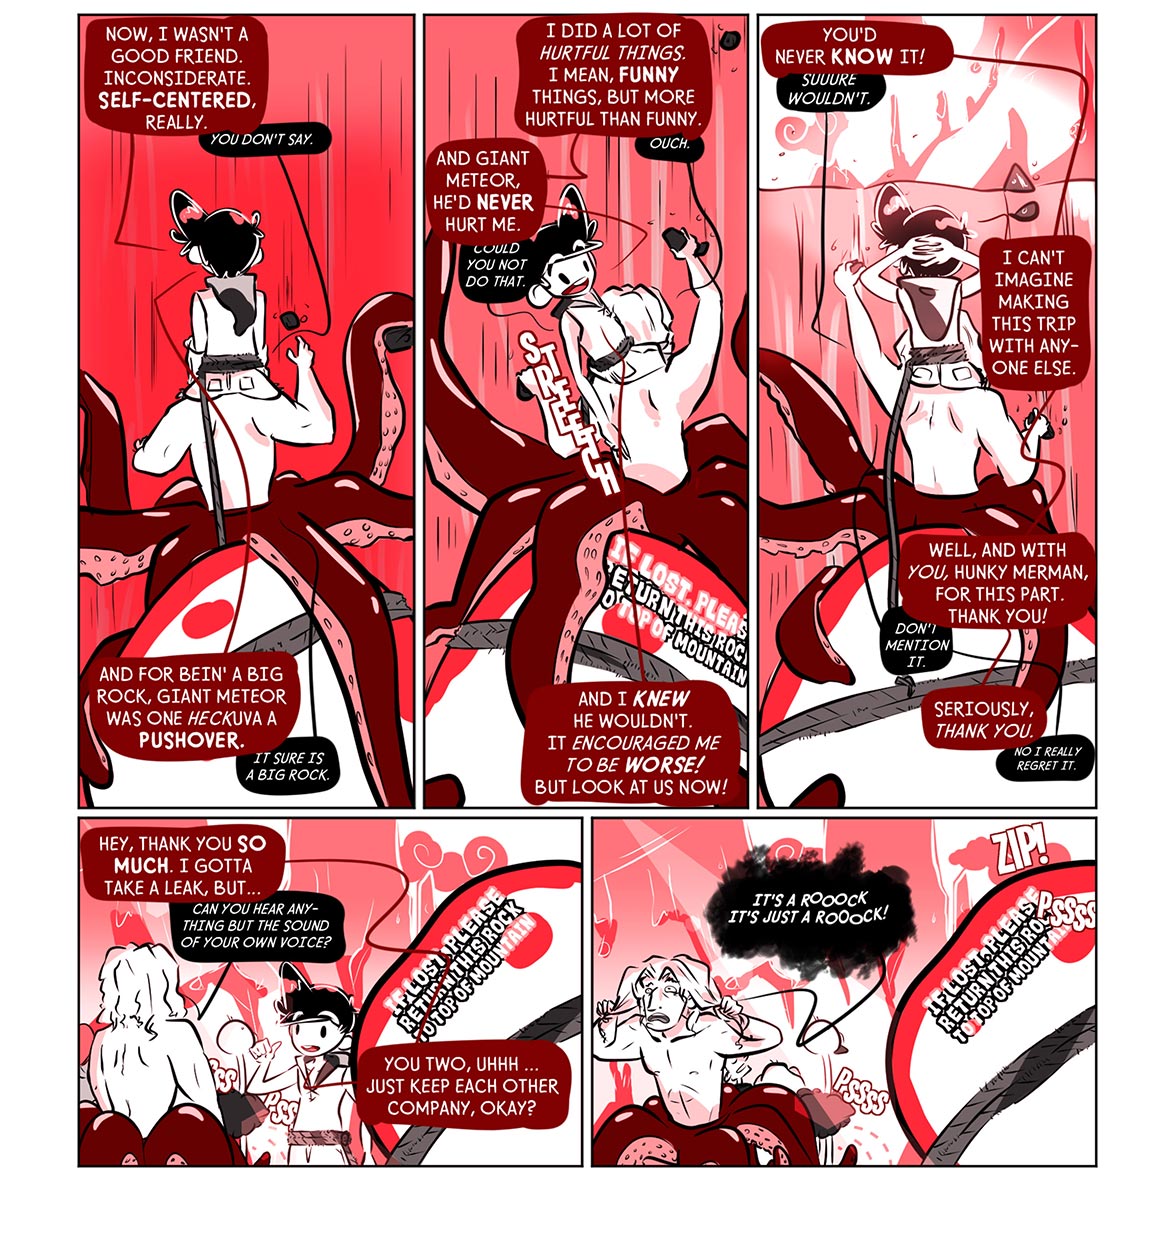 NOW, I WASN'T A
GOOD FRIEND.
INCONSIDERATE.
SELF-CENTERED,
REALLY.
YOU DON'T SAY.
AND FOR BEIN' A BIG
ROCK, GIANT METEOR
WAS ONE HECKUVA A
PUSHOVER.
IT SURE IS
A BIG ROCK.
I DID A LOT OF
HURTFUL THINGS.
I MEAN, FUNNY
THINGS, BUT MORE
HURTFUL THAN FUNNY.
OUCH.
AND GIANT
METEOR,
HE'D NEVER
HURT ME.
COULD
YOU NOT
DO THAT.
STREEETCH
IF LOST, PLEAS
RETURN THIS ROCK
TO TOP OF MOUNTAIN
AND I KNEW
HE WOULDN'T.
IT ENCOURAGED ME
TO BE WORSE!
BUT LOOK AT US NOW!
YOU'D
NEVER KNOW IT!
SUUURE
WOULDN'T.
I CAN'T
IMAGINE
MAKING
THIS TRIP
WITH ANY-
ONE ELSE.
WELL, AND WITH
YOU, HUNKY MERMAN,
FOR THIS PART.
THANK YOU!
DON'T
MENTION
IT.
SERIOUSLY,
THANK YOU.
NO I REALLY
REGRET IT.
HEY, THANK YOU SO
MUCH. I GOTTA
TAKE A LEAK, BUT...
CAN YOU HEAR ANY-
THING BUT THE SOUND
OF YOUR OWN VOICE?
IF LOST, PLEASE
RETURN THIS ROCK
TO TOP OF MOUNTAIN
YOU TWO, UHHH ...
JUST KEEP EACH OTHER
COMPANY, OKAY?
PSS
ZIP!
IT'S A ROOOCK
IT'S JUST A ROOOCK!
PSSSS
IF LOST, PLEAS
RETURN THIS ROCK
TO TOP OF MOUNTAIN
PSSSS